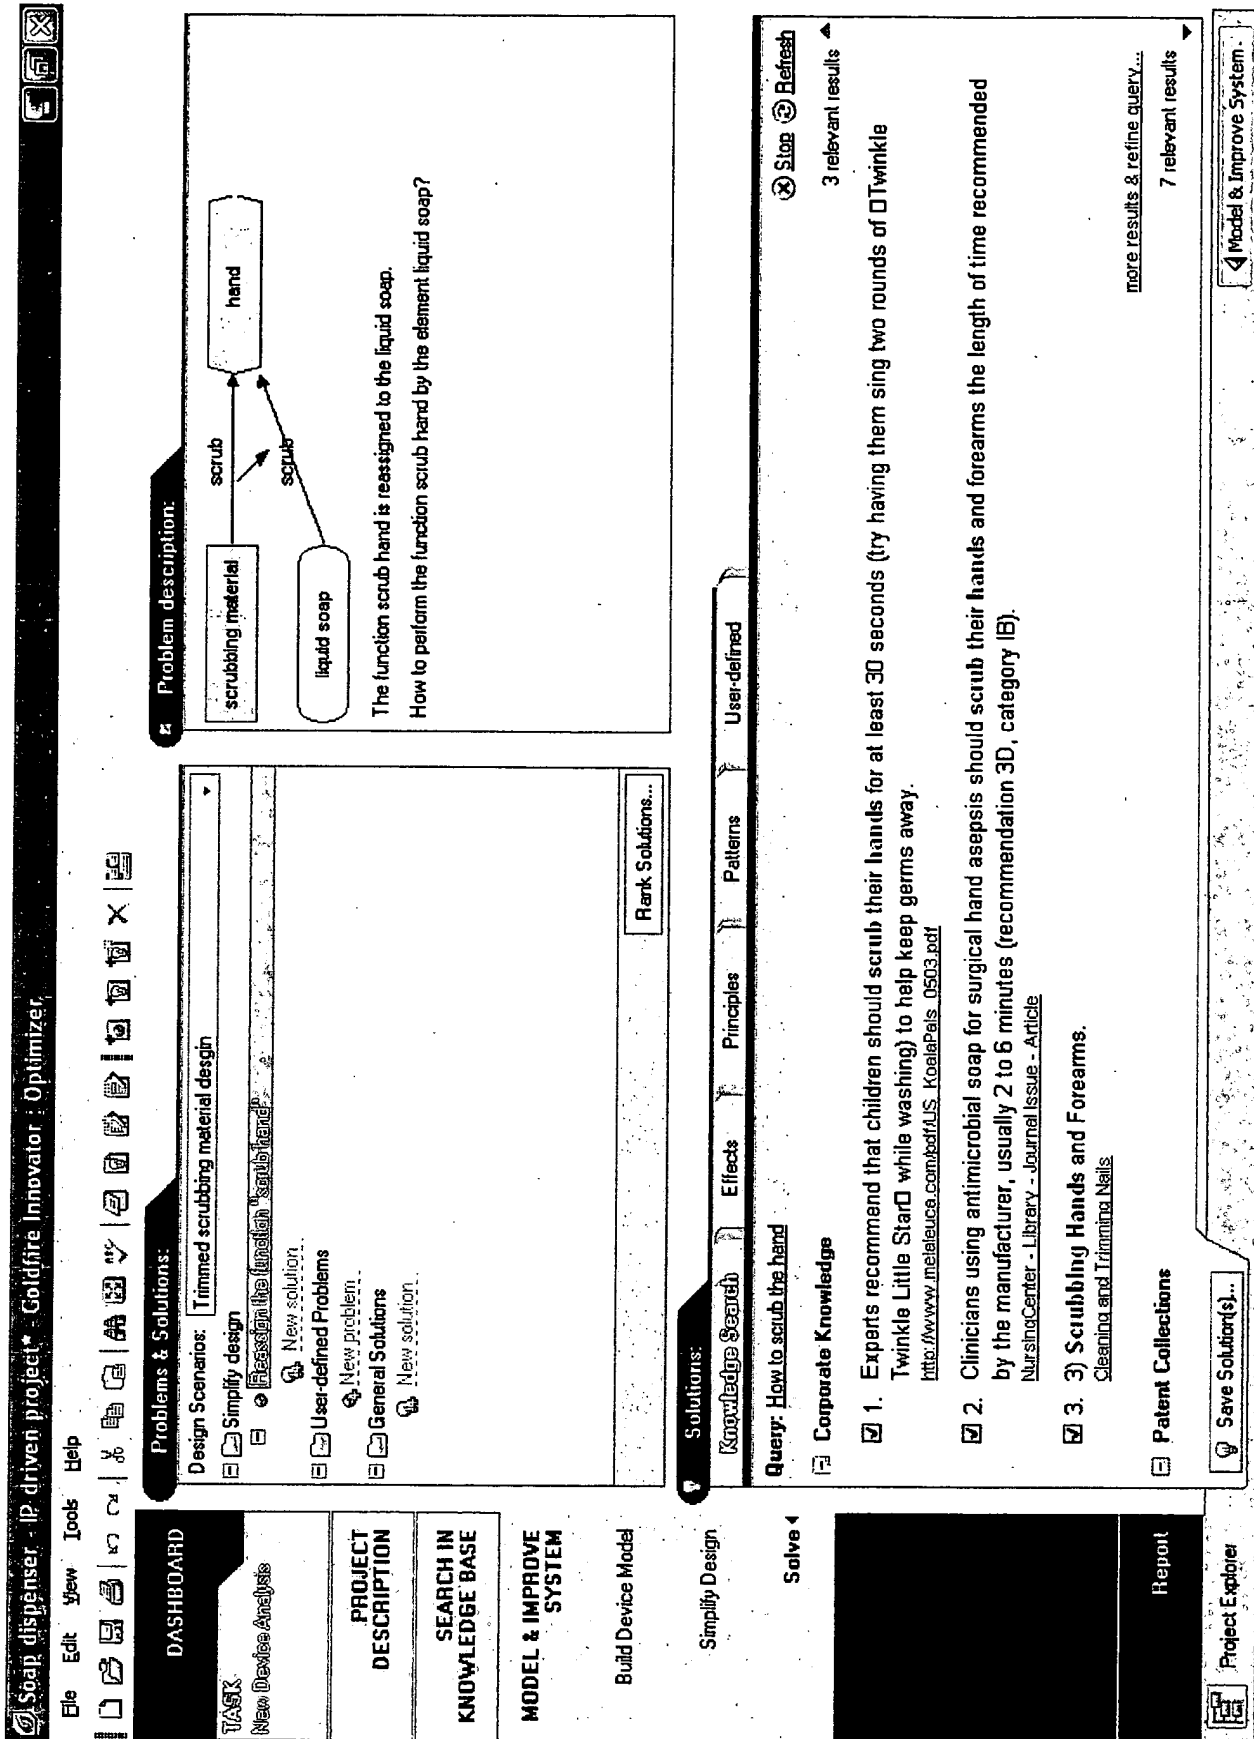 Soap dispenser - IP driven project* - Goldfire Innovator : Optimizer
File Edit View Tools Help
DASHBOARD
TASK
New Device Analysis
PROJECT
DESCRIPTION
SEARCH IN
KNOWLEDGE BASE
MODEL & IMPROVE
SYSTEM
Build Device Model
Simplify Design
Solve
Report
Problems & Solutions:
Design Scenarios: Trimmed scrubbing material desgin
Simplify design
Reassign the function "scrub hand"
New solution
User-defined Problems
New problem
General Solutions
New solution
Rank Solutions...
Problem description:
scrubbing material
scrub
hand
scrub
liquid soap
The function scrub hand is reassigned to the liquid soap.
How to perform the function scrub hand by the element liquid soap?
Solutions:
Knowledge Search Effects Principles Patterns User-defined
Query: How to scrub the hand
Stop Refresh
Corporate Knowledge
3 relevant results
1. Experts recommend that children should scrub their hands for at least 30 seconds (try having them sing two rounds of □Twinkle
Twinkle Little Star□ while washing) to help keep germs away.
http://www.melaleuca.com/pdf/US_KoalaPals_0503.pdf
2. Clinicians using antimicrobial soap for surgical hand asepsis should scrub their hands and forearms the length of time recommended
by the manufacturer, usually 2 to 6 minutes (recommendation 3D, category IB).
NursingCenter - Library - Journal Issue - Article
3. 3) Scrubbing Hands and Forearms.
Cleaning and Trimming Nails
more results & refine query...
Patent Collections
7 relevant results
Save Solution(s)...
Project Explorer
Model & Improve System